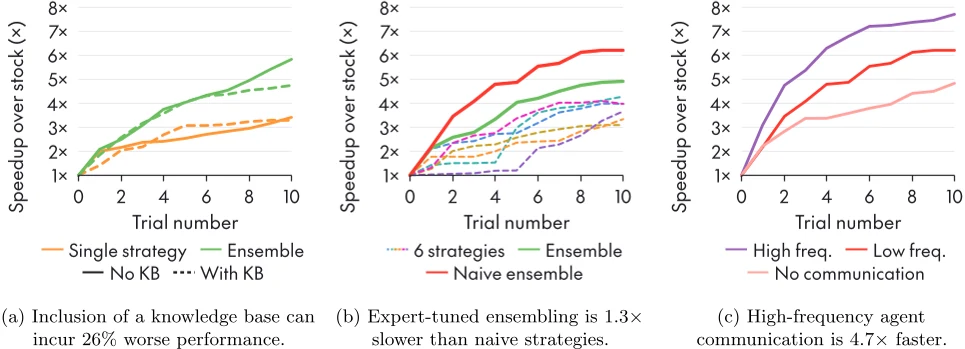 Speedup over stock (×)
8×
7×
6×
5×
4×
3×
2×
1×
0 2 4 6 8 10
Trial number
Single strategy Ensemble
No KB With KB
(a) Inclusion of a knowledge base can
incur 26% worse performance.
Speedup over stock (×)
8×
7×
6×
5×
4×
3×
2×
1×
0 2 4 6 8 10
Trial number
6 strategies Ensemble
Naive ensemble
(b) Expert-tuned ensembling is 1.3×
slower than naive strategies.
Speedup over stock (×)
8×
7×
6×
5×
4×
3×
2×
1×
0 2 4 6 8 10
Trial number
High freq. Low freq.
No communication
(c) High-frequency agent
communication is 4.7× faster.